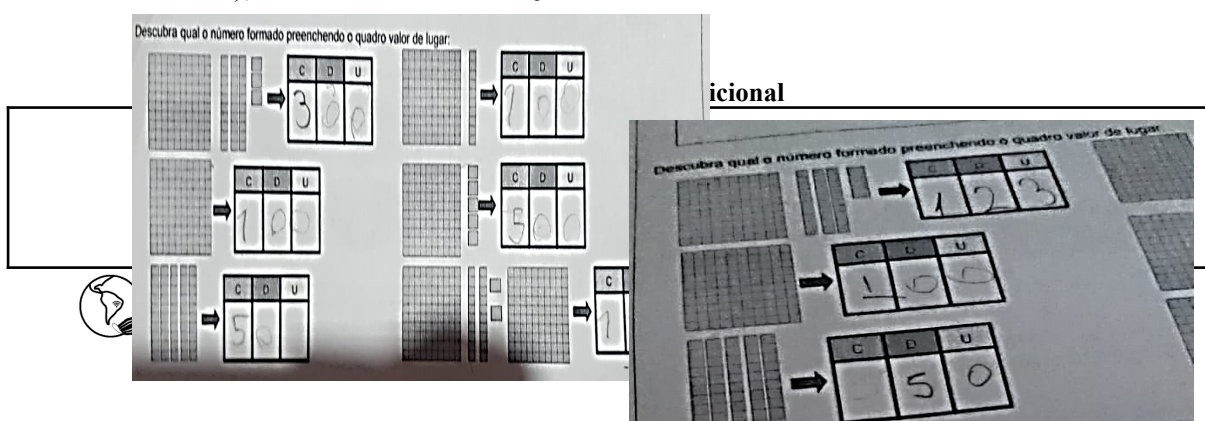 Descubra qual o número formado preenchendo o quadro valor de lugar:
C D U
3 0 0
C D U
1 0 0
icional
Descubra qual o número formado preenchendo o quadro valor de lugar
C D U
1 2 3
C D U
1 0 0
C D U
5 0 0
C D U
1 0 0
C D U
5 0
C
1
C D U
5 0